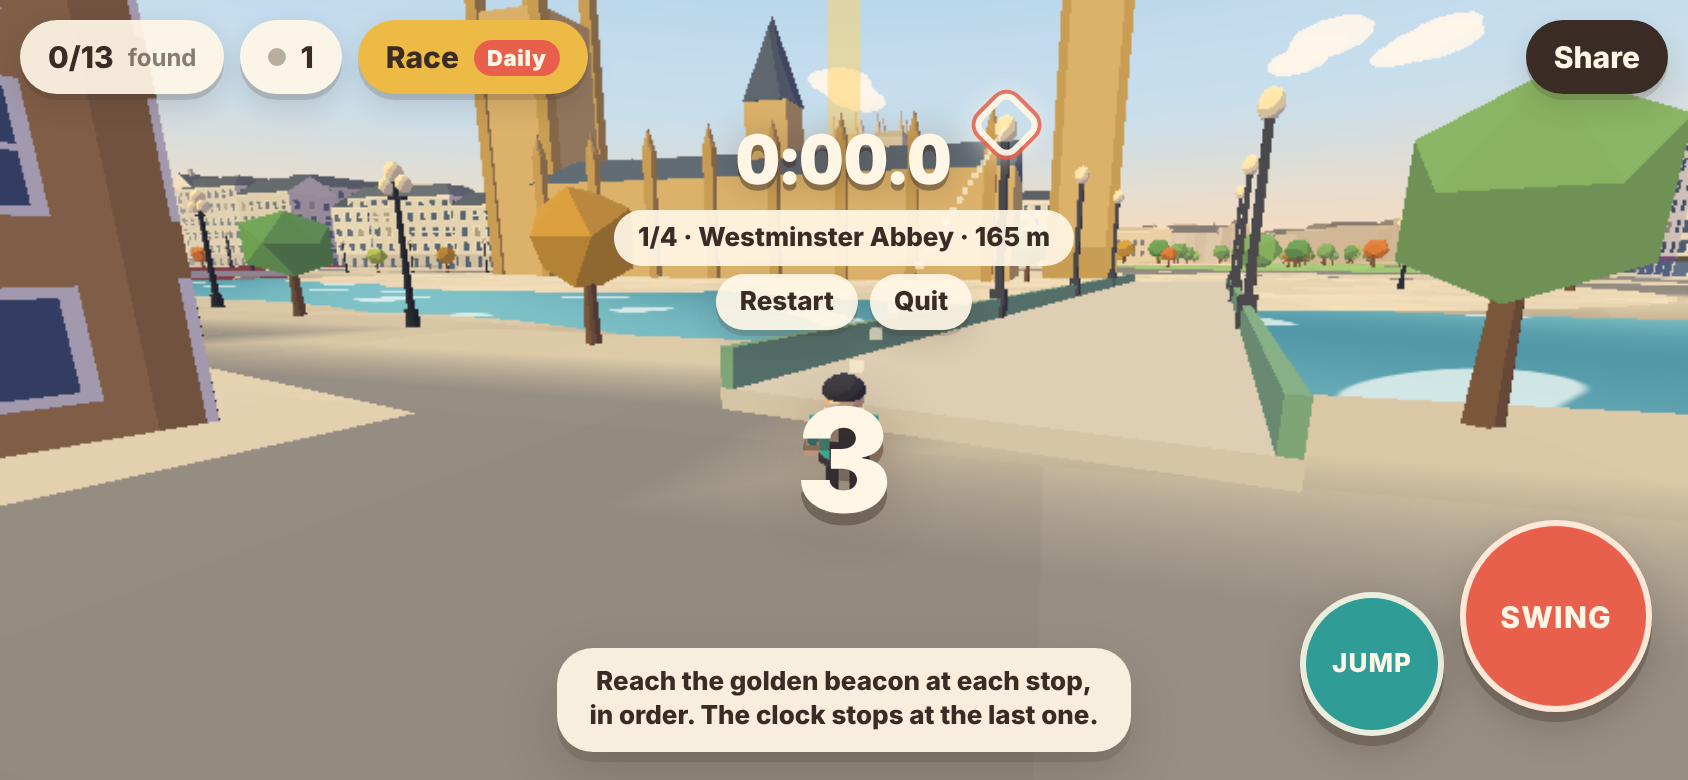 0/13 found
1
Race Daily
Share
0:00.0
1/4 · Westminster Abbey · 165 m
Restart
Quit
3
JUMP
SWING
Reach the golden beacon at each stop,
in order. The clock stops at the last one.